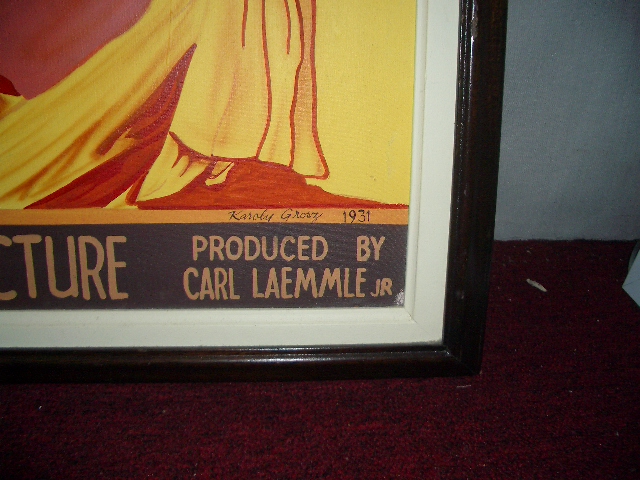 Karoly Grosz 1931
CTURE
PRODUCED BY
CARL LAEMMLE JR